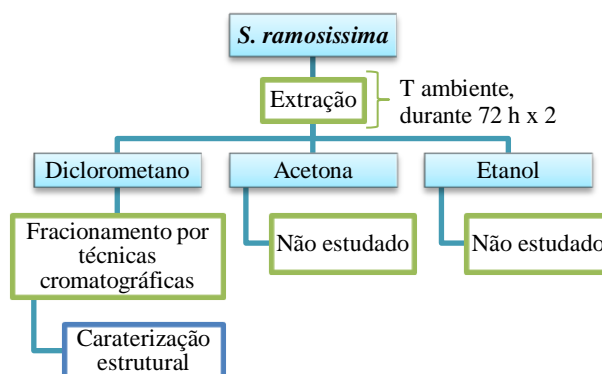 S. ramosissima
Extração
T ambiente,
durante 72 h x 2
Diclorometano
Acetona
Etanol
Fracionamento por
técnicas
cromatográficas
Não estudado
Não estudado
Caraterização
estrutural